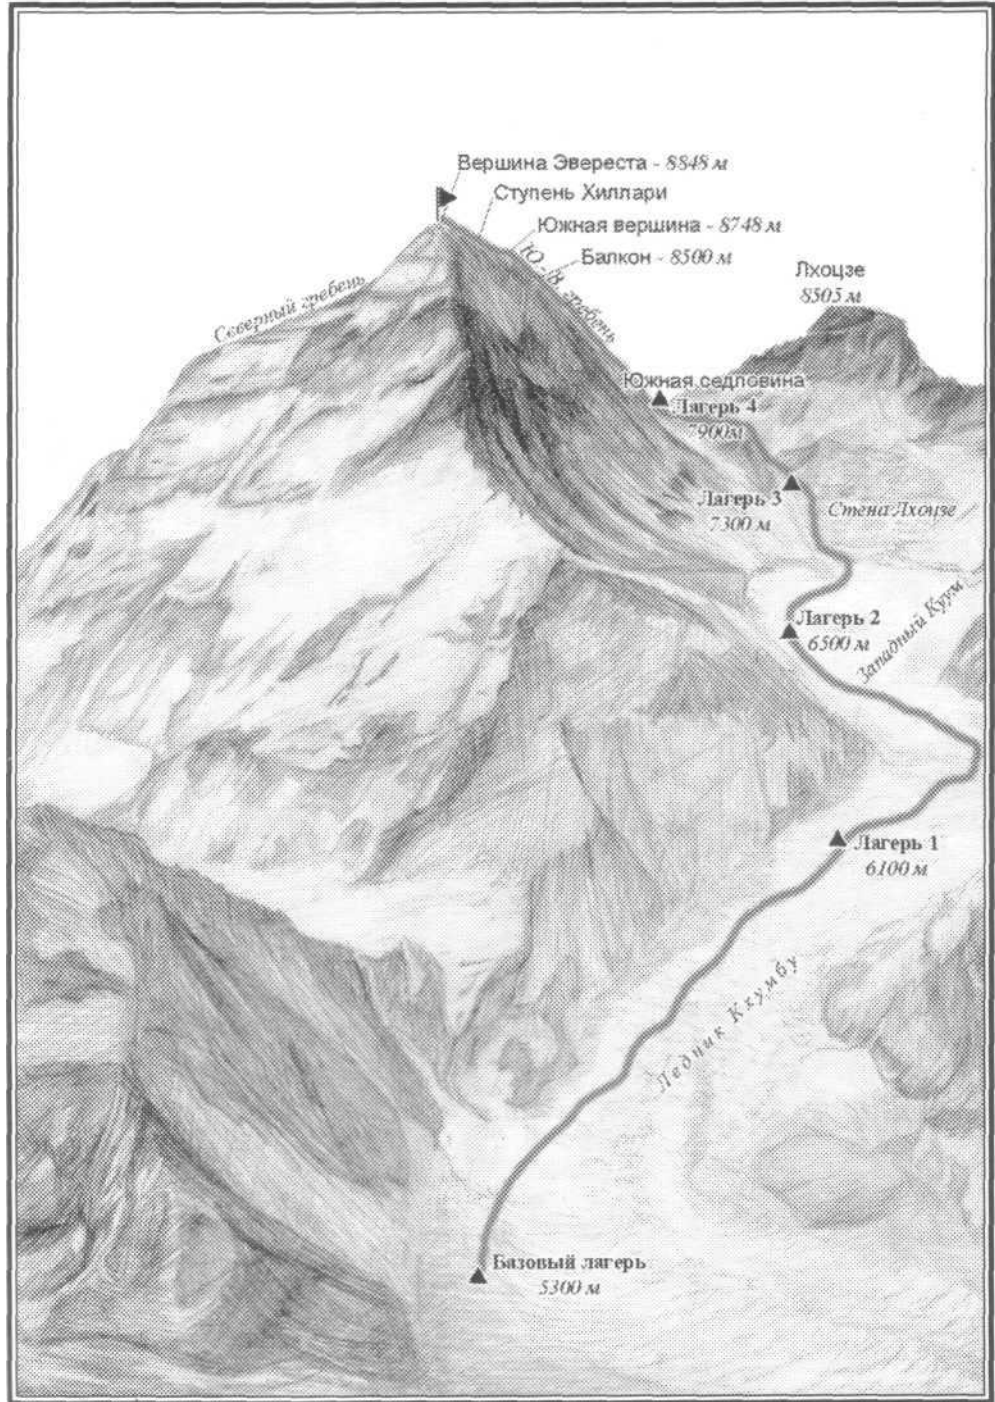 Вершина Эвереста - 8848 м
Ступень Хиллари
Южная вершина - 8748 м
Балкон - 8500 м
Ю.-В. гребень
Северный гребень
Лхоцзе
8505 м
Южная седловина
Лагерь 4
7900м
Лагерь 3
7300 м
Стена Лхоцзе
Лагерь 2
6500 м
Западный Куум
Лагерь 1
6100 м
Ледник Кхумбу
Базовый лагерь
5300 м